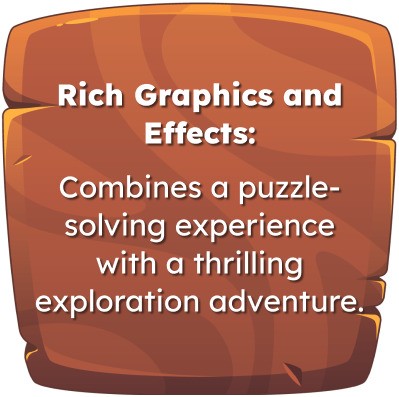 Rich Graphics and
Effects:
Combines a puzzle-
solving experience
with a thrilling
exploration adventure.